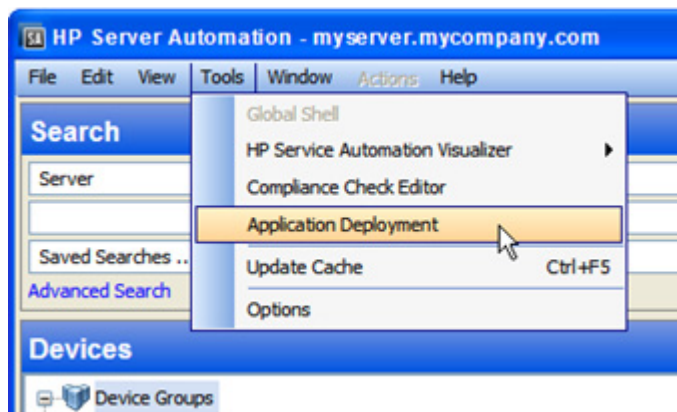 SA HP Server Automation - myserver.mycompany.com
File Edit View Tools Window Actions Help
Search
Server
Saved Searches ..
Advanced Search
Global Shell
HP Service Automation Visualizer
Compliance Check Editor
Application Deployment
Update Cache Ctrl+F5
Options
Devices
Device Groups